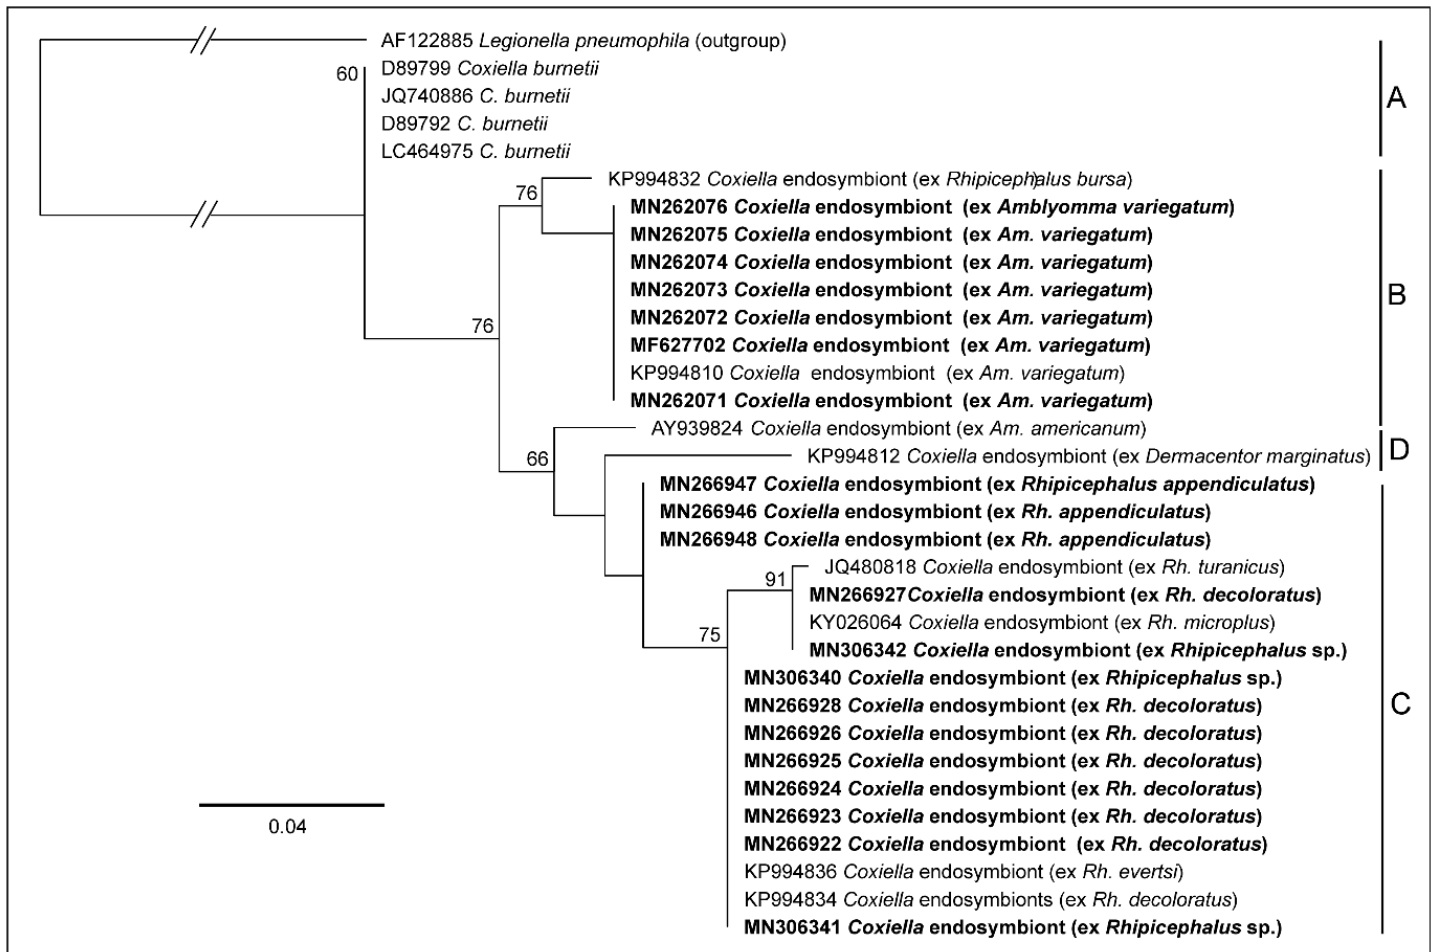 AF122885 Legionella pneumophila (outgroup)
60
D89799 Coxiella burnetii
JQ740886 C. burnetii
A
D89792 C. burnetii
LC464975 C. burnetii
KP994832 Coxiella endosymbiont (ex Rhipicephalus bursa)
76
MN262076 Coxiella endosymbiont (ex Amblyomma variegatum)
MN262075 Coxiella endosymbiont (ex Am. variegatum)
MN262074 Coxiella endosymbiont (ex Am. variegatum)
MN262073 Coxiella endosymbiont (ex Am. variegatum)
B
MN262072 Coxiella endosymbiont (ex Am. variegatum)
76
MF627702 Coxiella endosymbiont (ex Am. variegatum)
KP994810 Coxiella endosymbiont (ex Am. variegatum)
MN262071 Coxiella endosymbiont (ex Am. variegatum)
AY939824 Coxiella endosymbiont (ex Am. americanum)
D
66
KP994812 Coxiella endosymbiont (ex Dermacentor marginatus)
MN266947 Coxiella endosymbiont (ex Rhipicephalus appendiculatus)
MN266946 Coxiella endosymbiont (ex Rh. appendiculatus)
MN266948 Coxiella endosymbiont (ex Rh. appendiculatus)
JQ480818 Coxiella endosymbiont (ex Rh. turanicus)
91
MN266927Coxiella endosymbiont (ex Rh. decoloratus)
KY026064 Coxiella endosymbiont (ex Rh. microplus)
75
MN306342 Coxiella endosymbiont (ex Rhipicephalus sp.)
MN306340 Coxiella endosymbiont (ex Rhipicephalus sp.)
MN266928 Coxiella endosymbiont (ex Rh. decoloratus)
C
MN266926 Coxiella endosymbiont (ex Rh. decoloratus)
MN266925 Coxiella endosymbiont (ex Rh. decoloratus)
MN266924 Coxiella endosymbiont (ex Rh. decoloratus)
MN266923 Coxiella endosymbiont (ex Rh. decoloratus)
0.04
MN266922 Coxiella endosymbiont (ex Rh. decoloratus)
KP994836 Coxiella endosymbiont (ex Rh. evertsi)
KP994834 Coxiella endosymbionts (ex Rh. decoloratus)
MN306341 Coxiella endosymbiont (ex Rhipicephalus sp.)